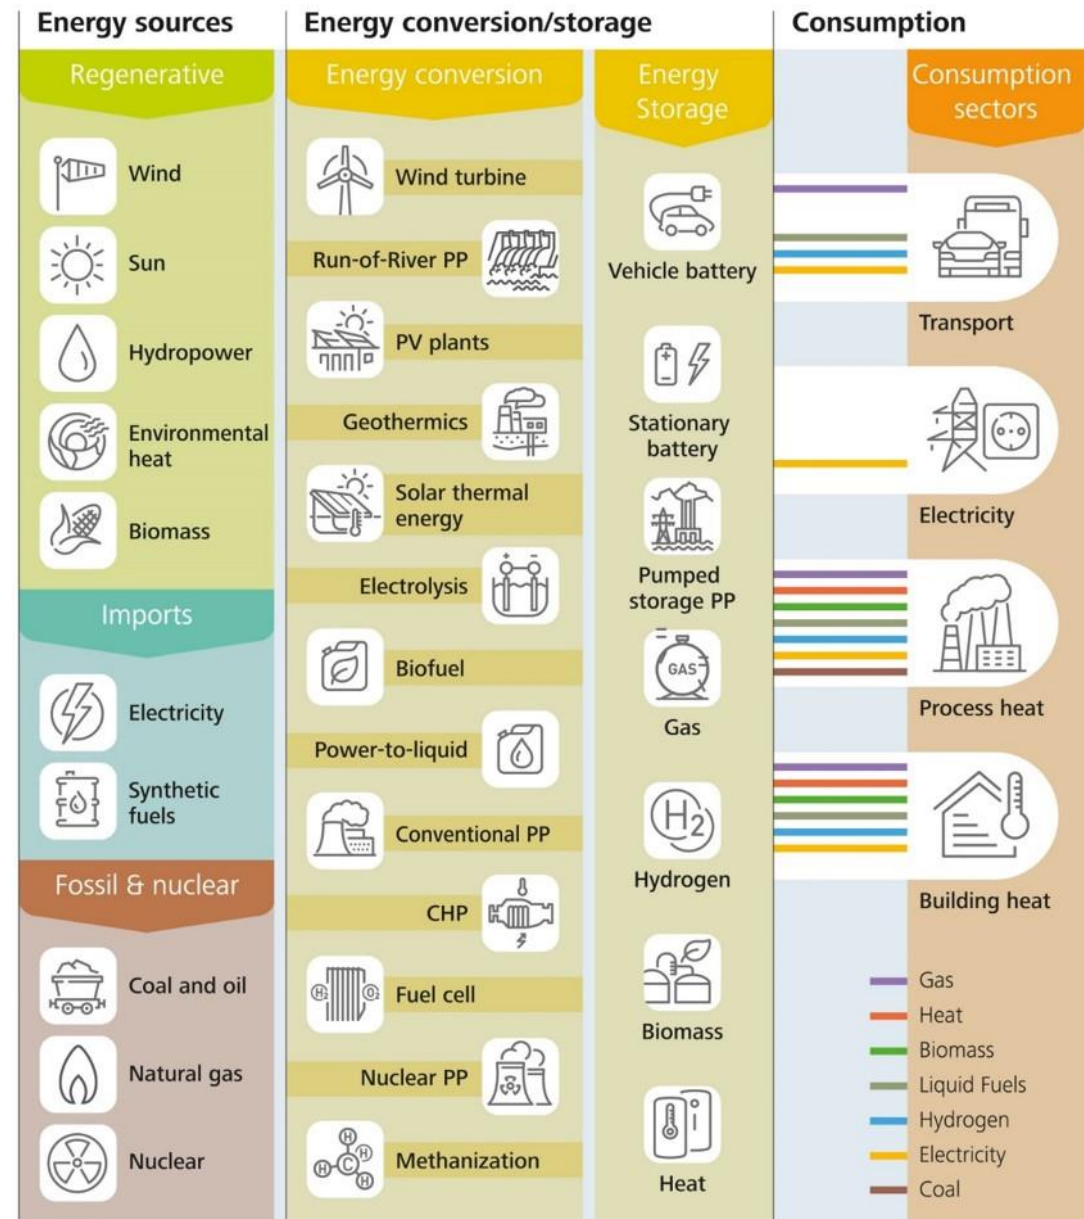 Energy sources
Energy conversion/storage
Consumption
Regenerative
Wind
Sun
Hydropower
Environmental
heat
Biomass
Imports
Electricity
Synthetic
fuels
Fossil & nuclear
Coal and oil
Natural gas
Nuclear
Energy conversion
Wind turbine
Run-of-River PP
PV plants
Geothermics
Solar thermal
energy
+ −
Electrolysis
Biofuel
Power-to-liquid
Conventional PP
CHP
H₂ O₂
Fuel cell
Nuclear PP
H
H
H C
H
Methanization
Energy
Storage
Vehicle battery
+
Stationary
battery
Pumped
storage PP
GAS
Gas
H₂
Hydrogen
Biomass
Heat
Consumption
sectors
Transport
Electricity
Process heat
Building heat
Gas
Heat
Biomass
Liquid Fuels
Hydrogen
Electricity
Coal